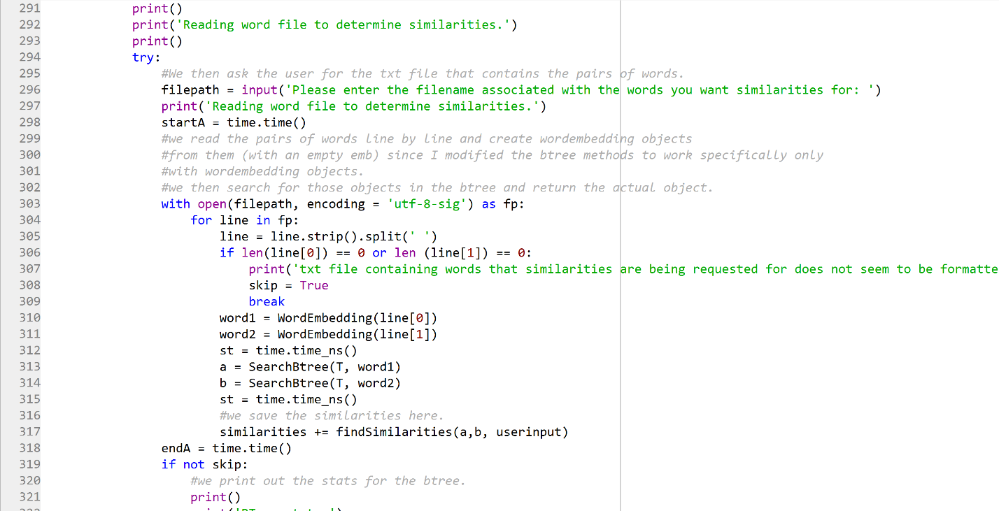 291 print()
292 print('Reading word file to determine similarities.')
293 print()
294 try:
295 #We then ask the user for the txt file that contains the pairs of words.
296 filepath = input('Please enter the filename associated with the words you want similarities for: ')
297 print('Reading word file to determine similarities.')
298 startA = time.time()
299 #we read the pairs of words line by line and create wordembedding objects
300 #from them (with an empty emb) since I modified the btree methods to work specifically only
301 #with wordembedding objects.
302 #we then search for those objects in the btree and return the actual object.
303 with open(filepath, encoding = 'utf-8-sig') as fp:
304 for line in fp:
305 line = line.strip().split(' ')
306 if len(line[0]) == 0 or len (line[1]) == 0:
307 print('txt file containing words that similarities are being requested for does not seem to be formatte
308 skip = True
309 break
310 word1 = WordEmbedding(line[0])
311 word2 = WordEmbedding(line[1])
312 st = time.time_ns()
313 a = SearchBtree(T, word1)
314 b = SearchBtree(T, word2)
315 st = time.time_ns()
316 #we save the similarities here.
317 similarities += findSimilarities(a,b, userinput)
318 endA = time.time()
319 if not skip:
320 #we print out the stats for the btree.
321 print()